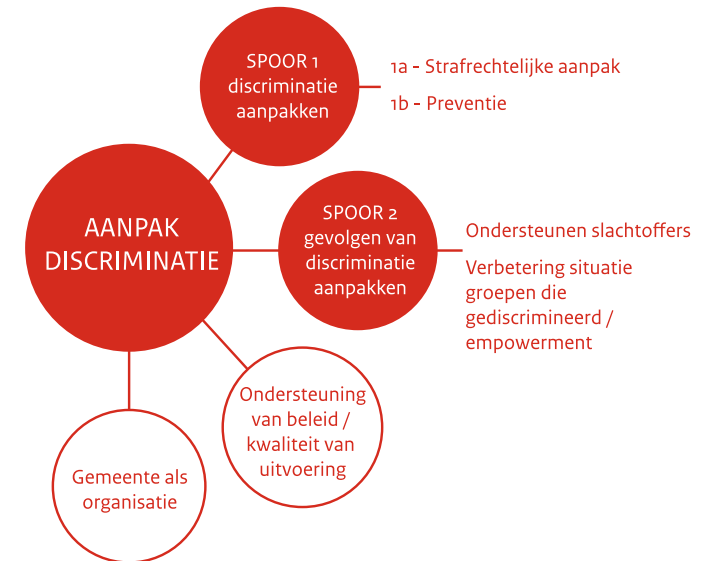 SPOOR 1
discriminatie
aanpakken
1a - Strafrechtelijke aanpak
1b - Preventie
AANPAK
DISCRIMINATIE
SPOOR 2
gevolgen van
discriminatie
aanpakken
Ondersteunen slachtoffers
Verbetering situatie
groepen die
gediscrimineerd /
empowerment
Ondersteuning
van beleid /
kwaliteit van
uitvoering
Gemeente als
organisatie